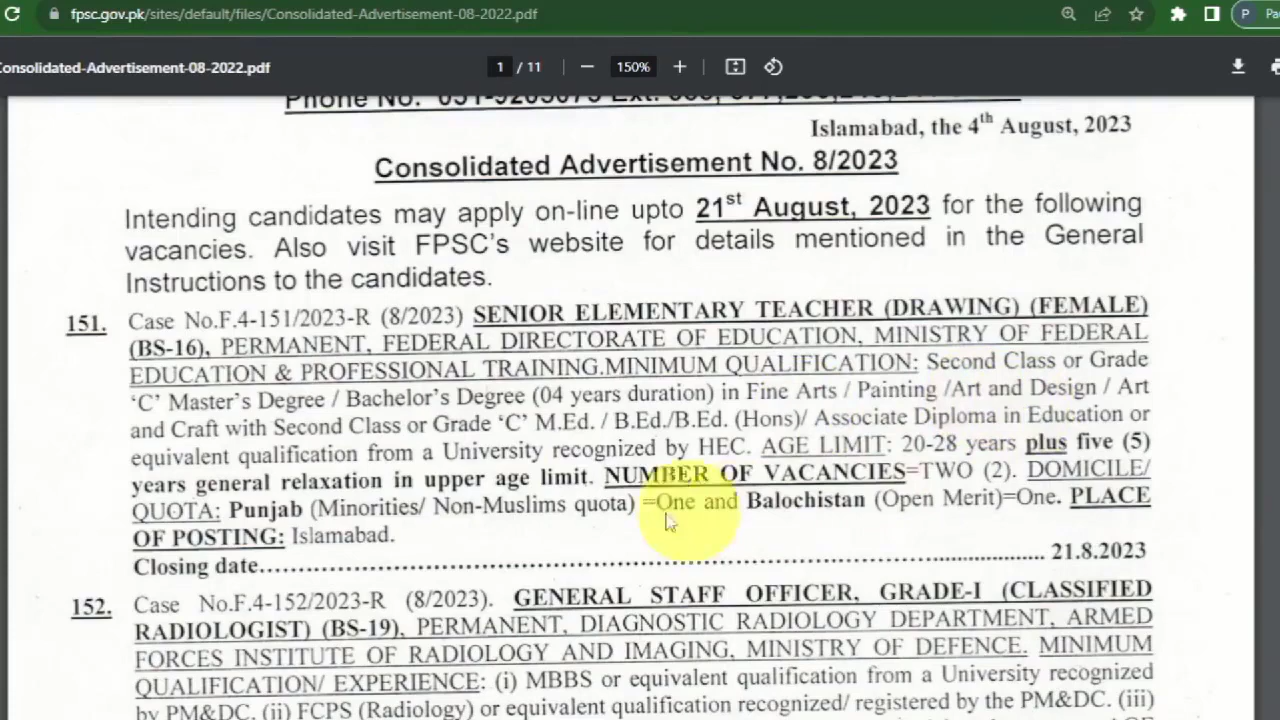 fpsc.gov.pk/sites/default/files/Consolidated-Advertisement-08-2022.pdf
Consolidated-Advertisement-08-2022.pdf
1 / 11
150%
P
Phone No. 051-
Islamabad, the 4th August, 2023
Consolidated Advertisement No. 8/2023
Intending candidates may apply on-line upto 21st August, 2023 for the following
vacancies. Also visit FPSC's website for details mentioned in the General
Instructions to the candidates.
151. Case No.F.4-151/2023-R (8/2023) SENIOR ELEMENTARY TEACHER (DRAWING) (FEMALE)
(BS-16), PERMANENT, FEDERAL DIRECTORATE OF EDUCATION, MINISTRY OF FEDERAL
EDUCATION & PROFESSIONAL TRAINING.MINIMUM QUALIFICATION: Second Class or Grade
'C' Master's Degree / Bachelor's Degree (04 years duration) in Fine Arts / Painting /Art and Design / Art
and Craft with Second Class or Grade 'C' M.Ed. / B.Ed./B.Ed. (Hons)/ Associate Diploma in Education or
equivalent qualification from a University recognized by HEC. AGE LIMIT: 20-28 years plus five (5)
years general relaxation in upper age limit. NUMBER OF VACANCIES=TWO (2). DOMICILE/
QUOTA: Punjab (Minorities/ Non-Muslims quota) =One and Balochistan (Open Merit)=One. PLACE
OF POSTING: Islamabad.
Closing date........................................................................................................ 21.8.2023
152. Case No.F.4-152/2023-R (8/2023). GENERAL STAFF OFFICER, GRADE-I (CLASSIFIED
RADIOLOGIST) (BS-19), PERMANENT, DIAGNOSTIC RADIOLOGY DEPARTMENT, ARMED
FORCES INSTITUTE OF RADIOLOGY AND IMAGING, MINISTRY OF DEFENCE. MINIMUM
QUALIFICATION/ EXPERIENCE: (i) MBBS or equivalent qualification from a University recognized
by PM&DC. (ii) FCPS (Radiology) or equivalent qualification recognized/ registered by the PM&DC. (iii)